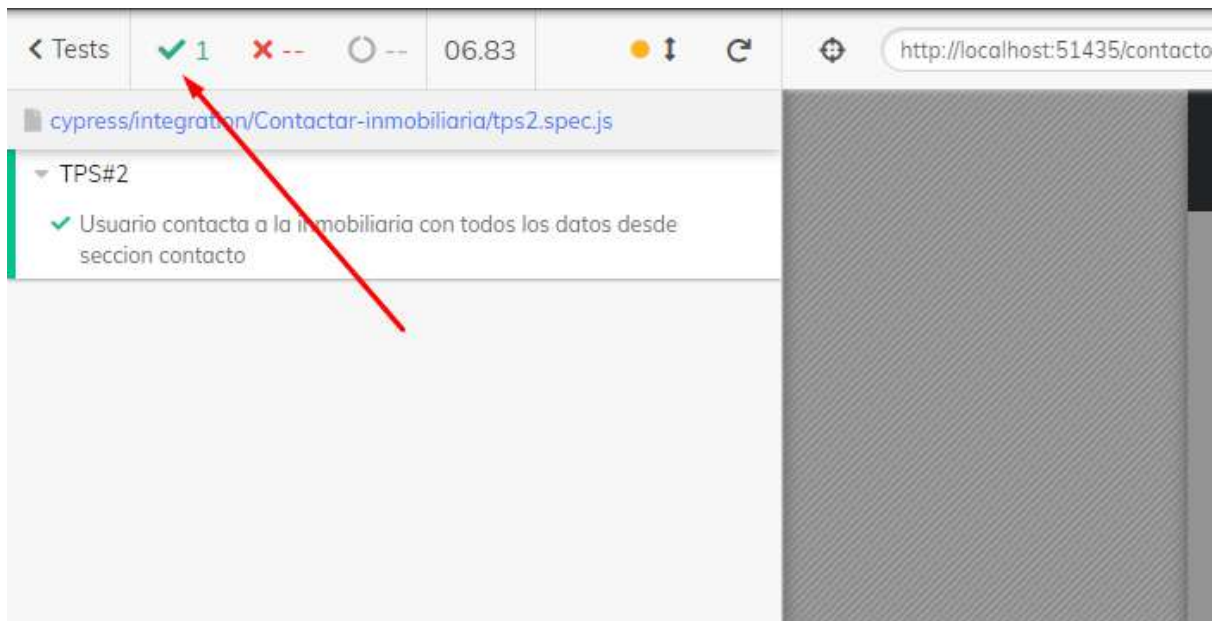 Tests 1 -- -- 06.83 http://localhost:51435/contacto
cypress/integration/Contactar-inmobiliaria/tps2.spec.js
TPS#2
Usuario contacta a la inmobiliaria con todos los datos desde
seccion contacto